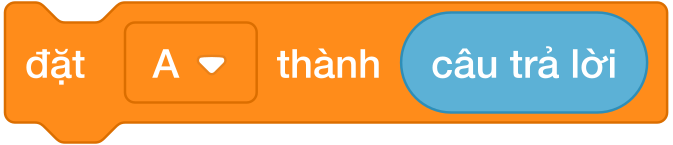 đặt A thành câu trả lời